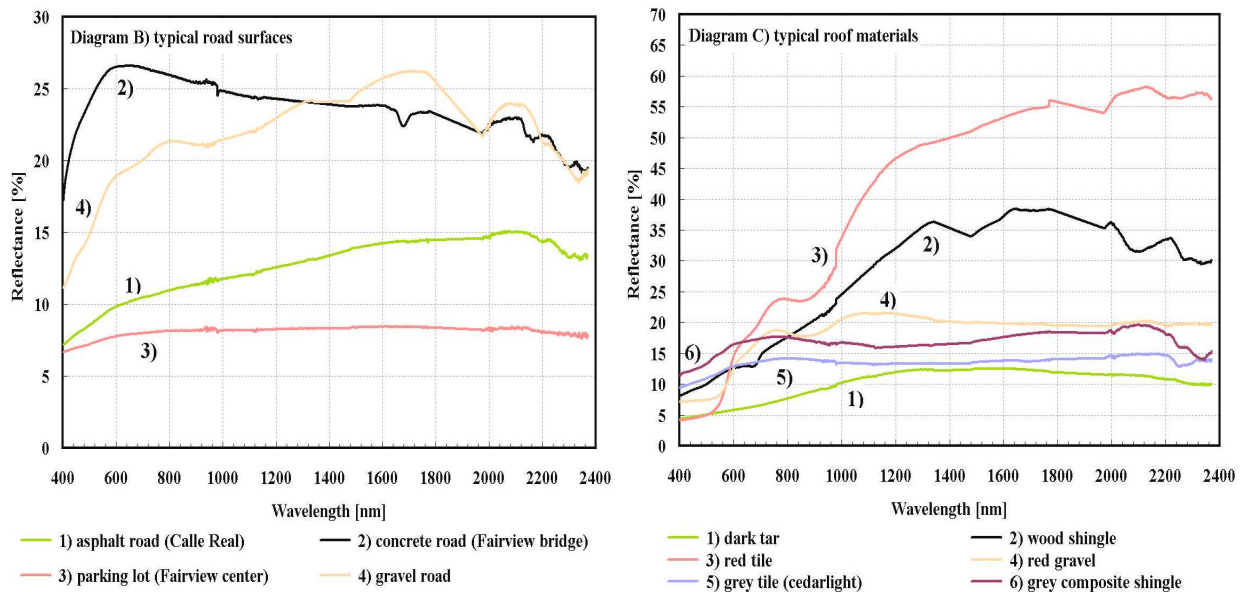 Diagram B) typical road surfaces
Reflectance [%]
30
25
20
15
10
5
0
2)
4)
1)
3)
400 600 800 1000 1200 1400 1600 1800 2000 2200 2400
Wavelength [nm]
1) asphalt road (Calle Real)
2) concrete road (Fairview bridge)
3) parking lot (Fairview center)
4) gravel road
Diagram C) typical roof materials
Reflectance [%]
70
65
60
55
50
45
40
35
30
25
20
15
10
5
0
3)
2)
4)
6)
5)
1)
400 600 800 1000 1200 1400 1600 1800 2000 2200 2400
Wavelength [nm]
1) dark tar
2) wood shingle
3) red tile
4) red gravel
5) grey tile (cedarlight)
6) grey composite shingle